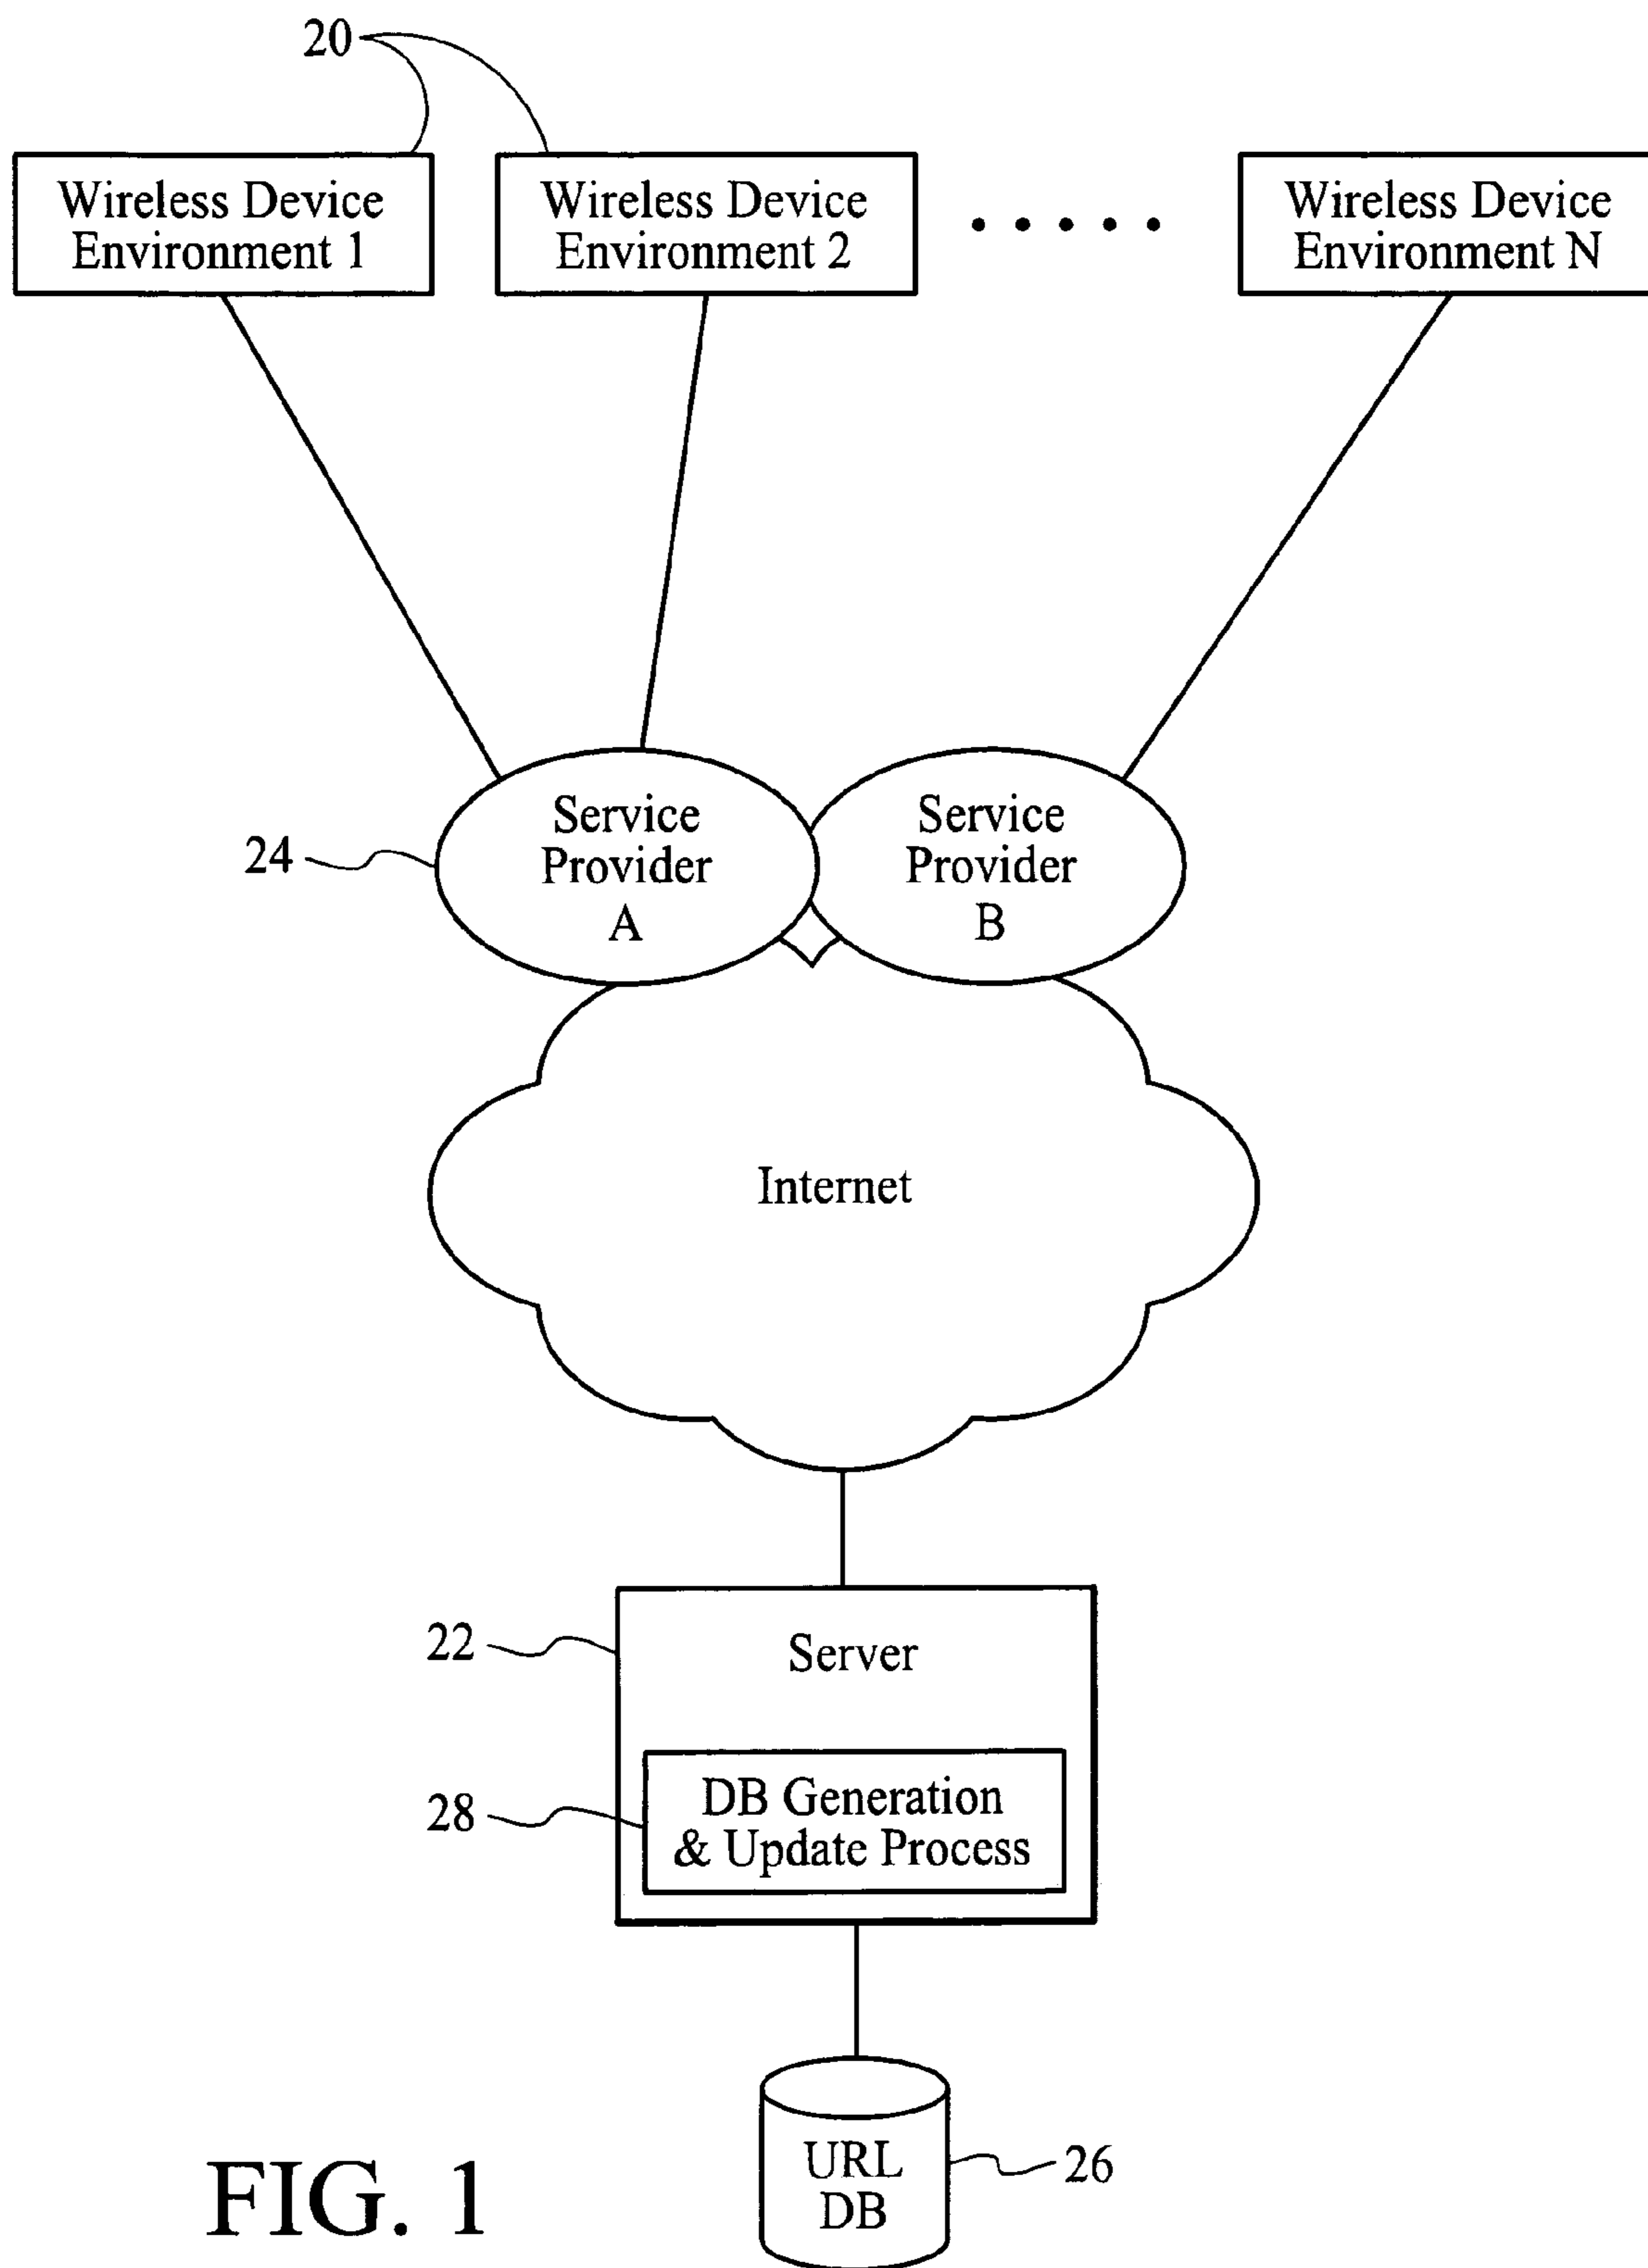 20
Wireless Device
Environment 1
Wireless Device
Environment 2
Wireless Device
Environment N
24
Service
Provider
A
Service
Provider
B
Internet
22
Server
28
DB Generation
& Update Process
URL
DB
26
FIG. 1